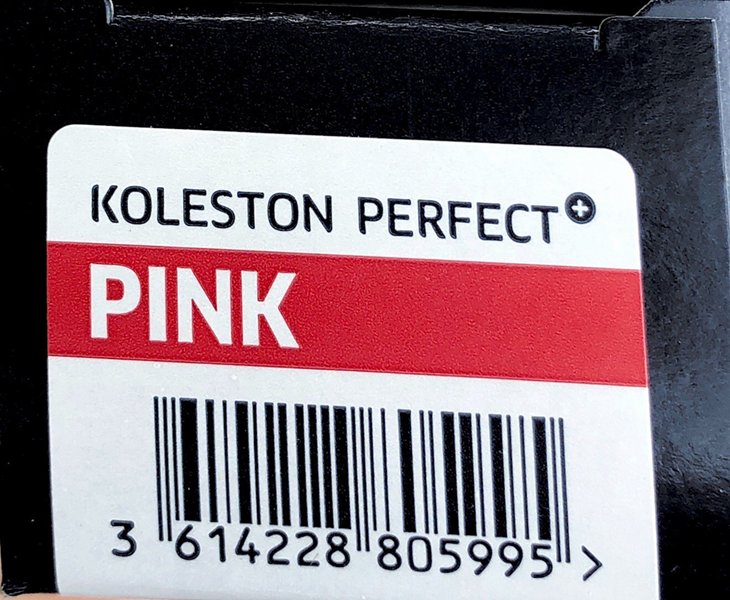 KOLESTON PERFECT+
PINK
3 614228 805995 >